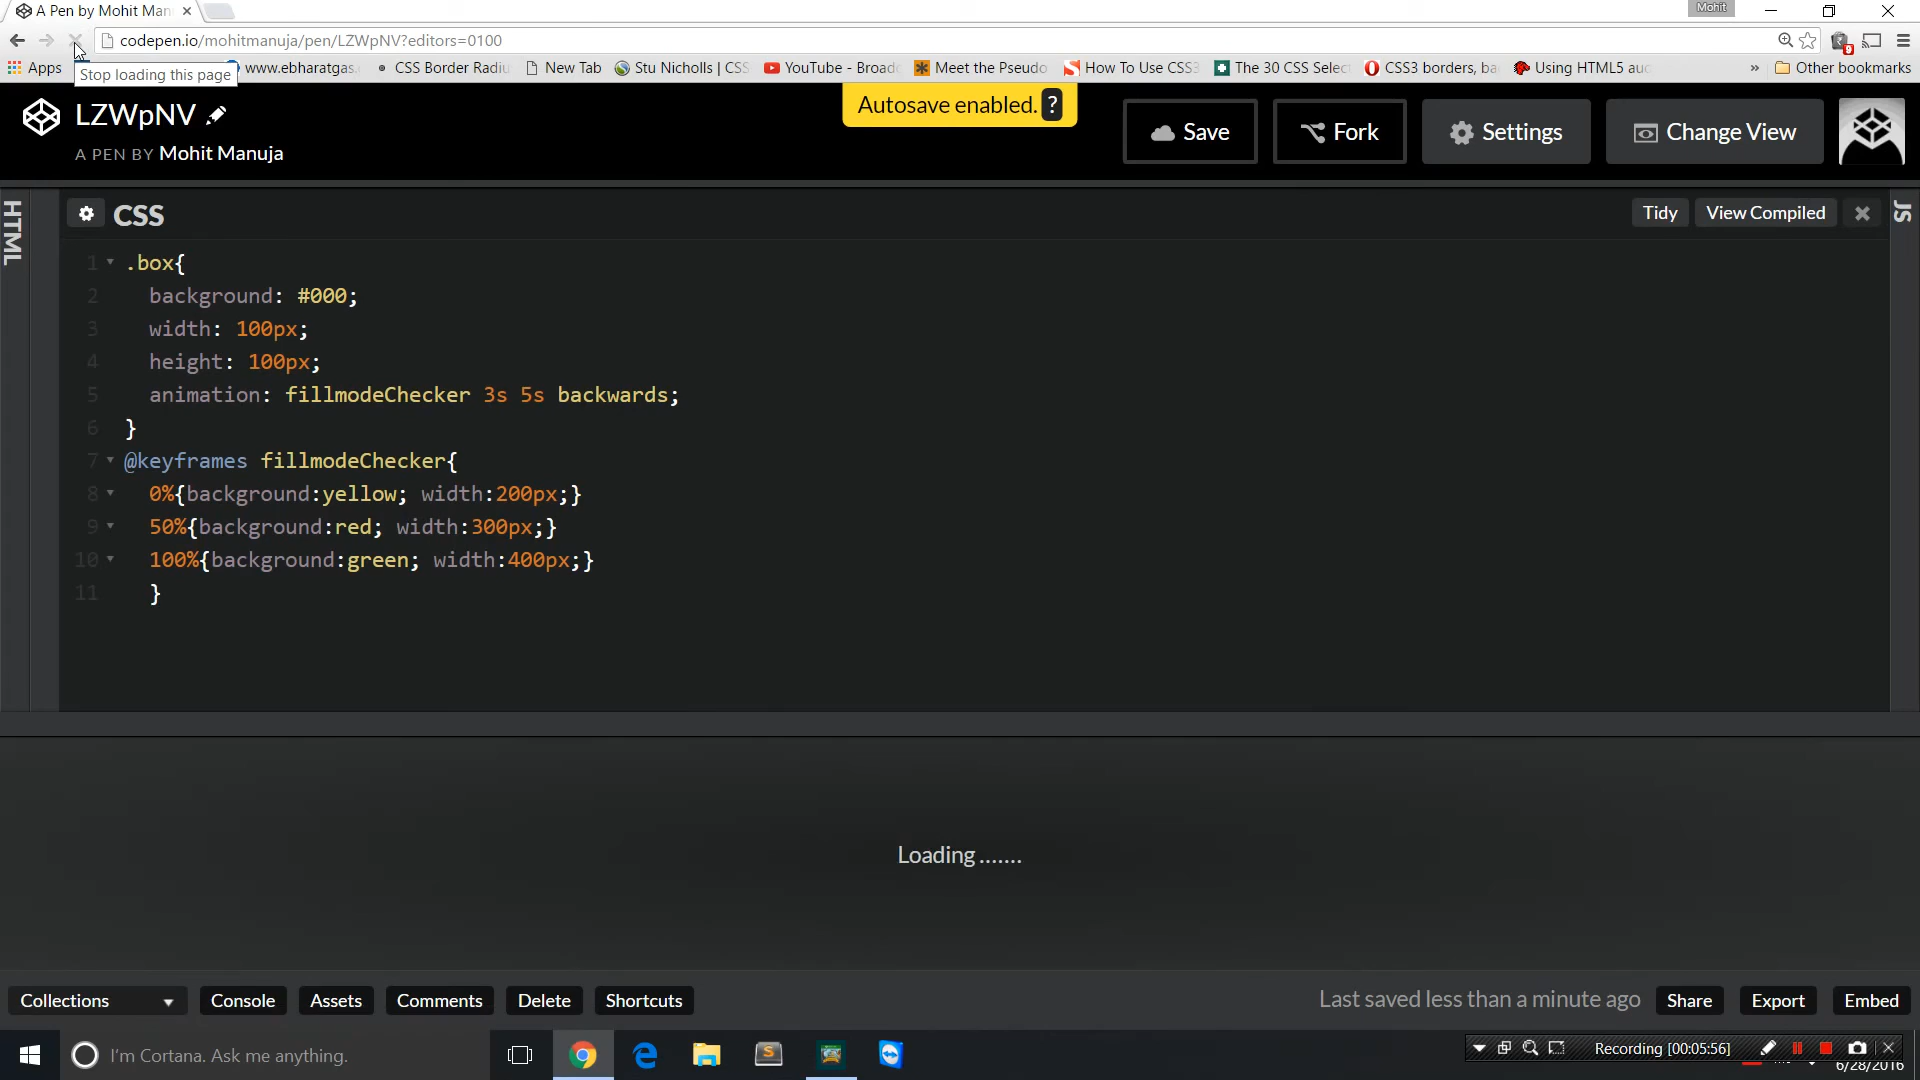 A Pen by Mohit Man
Mohit
codepen.io/mohitmanuja/pen/LZWpNV?editors=0100
Apps
Stop loading this page
www.ebharatgas.
CSS Border Radiu
New Tab
Stu Nicholls | CSS
YouTube - Broad
Meet the Pseudo
How To Use CSS3
The 30 CSS Select
CSS3 borders, ba
Using HTML5 aud
»
Other bookmarks
9
LZWpNV
A PEN BY Mohit Manuja
Autosave enabled. ?
Save
Fork
Settings
Change View
HTML
CSS
Tidy
View Compiled
JS
1 .box{
2 background: #000;
3 width: 100px;
4 height: 100px;
5 animation: fillmodeChecker 3s 5s backwards;
6 }
7 @keyframes fillmodeChecker{
8 0%{background:yellow; width:200px;}
9 50%{background:red; width:300px;}
10 100%{background:green; width:400px;}
11 }
Loading .......
Collections
Console
Assets
Comments
Delete
Shortcuts
Last saved less than a minute ago
Share
Export
Embed
I'm Cortana. Ask me anything.
Recording [00:05:56]
6/28/2016